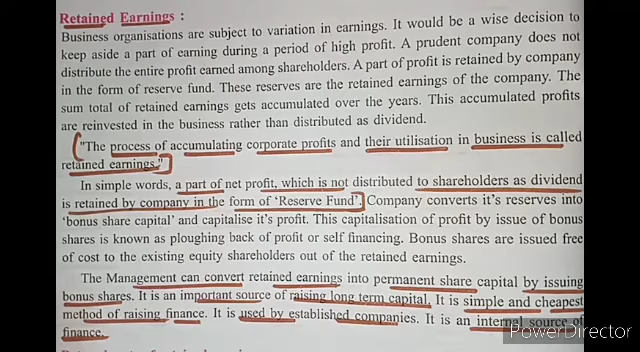 Retained Earnings :
Business organisations are subject to variation in earnings. It would be a wise decision to
keep aside a part of earning during a period of high profit. A prudent company does not
distribute the entire profit earned among shareholders. A part of profit is retained by company
in the form of reserve fund. These reserves are the retained earnings of the company. The
sum total of retained earnings gets accumulated over the years. This accumulated profits
are reinvested in the business rather than distributed as dividend.
"The process of accumulating corporate profits and their utilisation in business is called
retained earnings."
In simple words, a part of net profit, which is not distributed to shareholders as dividend
is retained by company in the form of 'Reserve Fund'. Company converts it's reserves into
'bonus share capital' and capitalise it's profit. This capitalisation of profit by issue of bonus
shares is known as ploughing back of profit or self financing. Bonus shares are issued free
of cost to the existing equity shareholders out of the retained earnings.
The Management can convert retained earnings into permanent share capital by issuing
bonus shares. It is an important source of raising long term capital. It is simple and cheapest
method of raising finance. It is used by established companies. It is an internal source of
finance.
PowerDirector